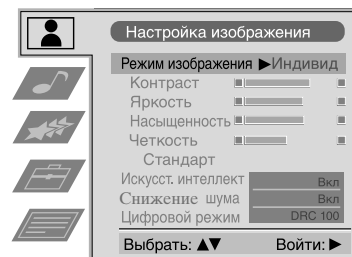 Настройка изображения
Режим изображения ▶Индивид
Контраст
Яркость
Насыщенность
Четкость
Стандарт
Искусст. интеллект Вкл
Снижение шума Вкл
Цифровой режим DRC 100
Выбрать: ▲▼ Войти: ▶